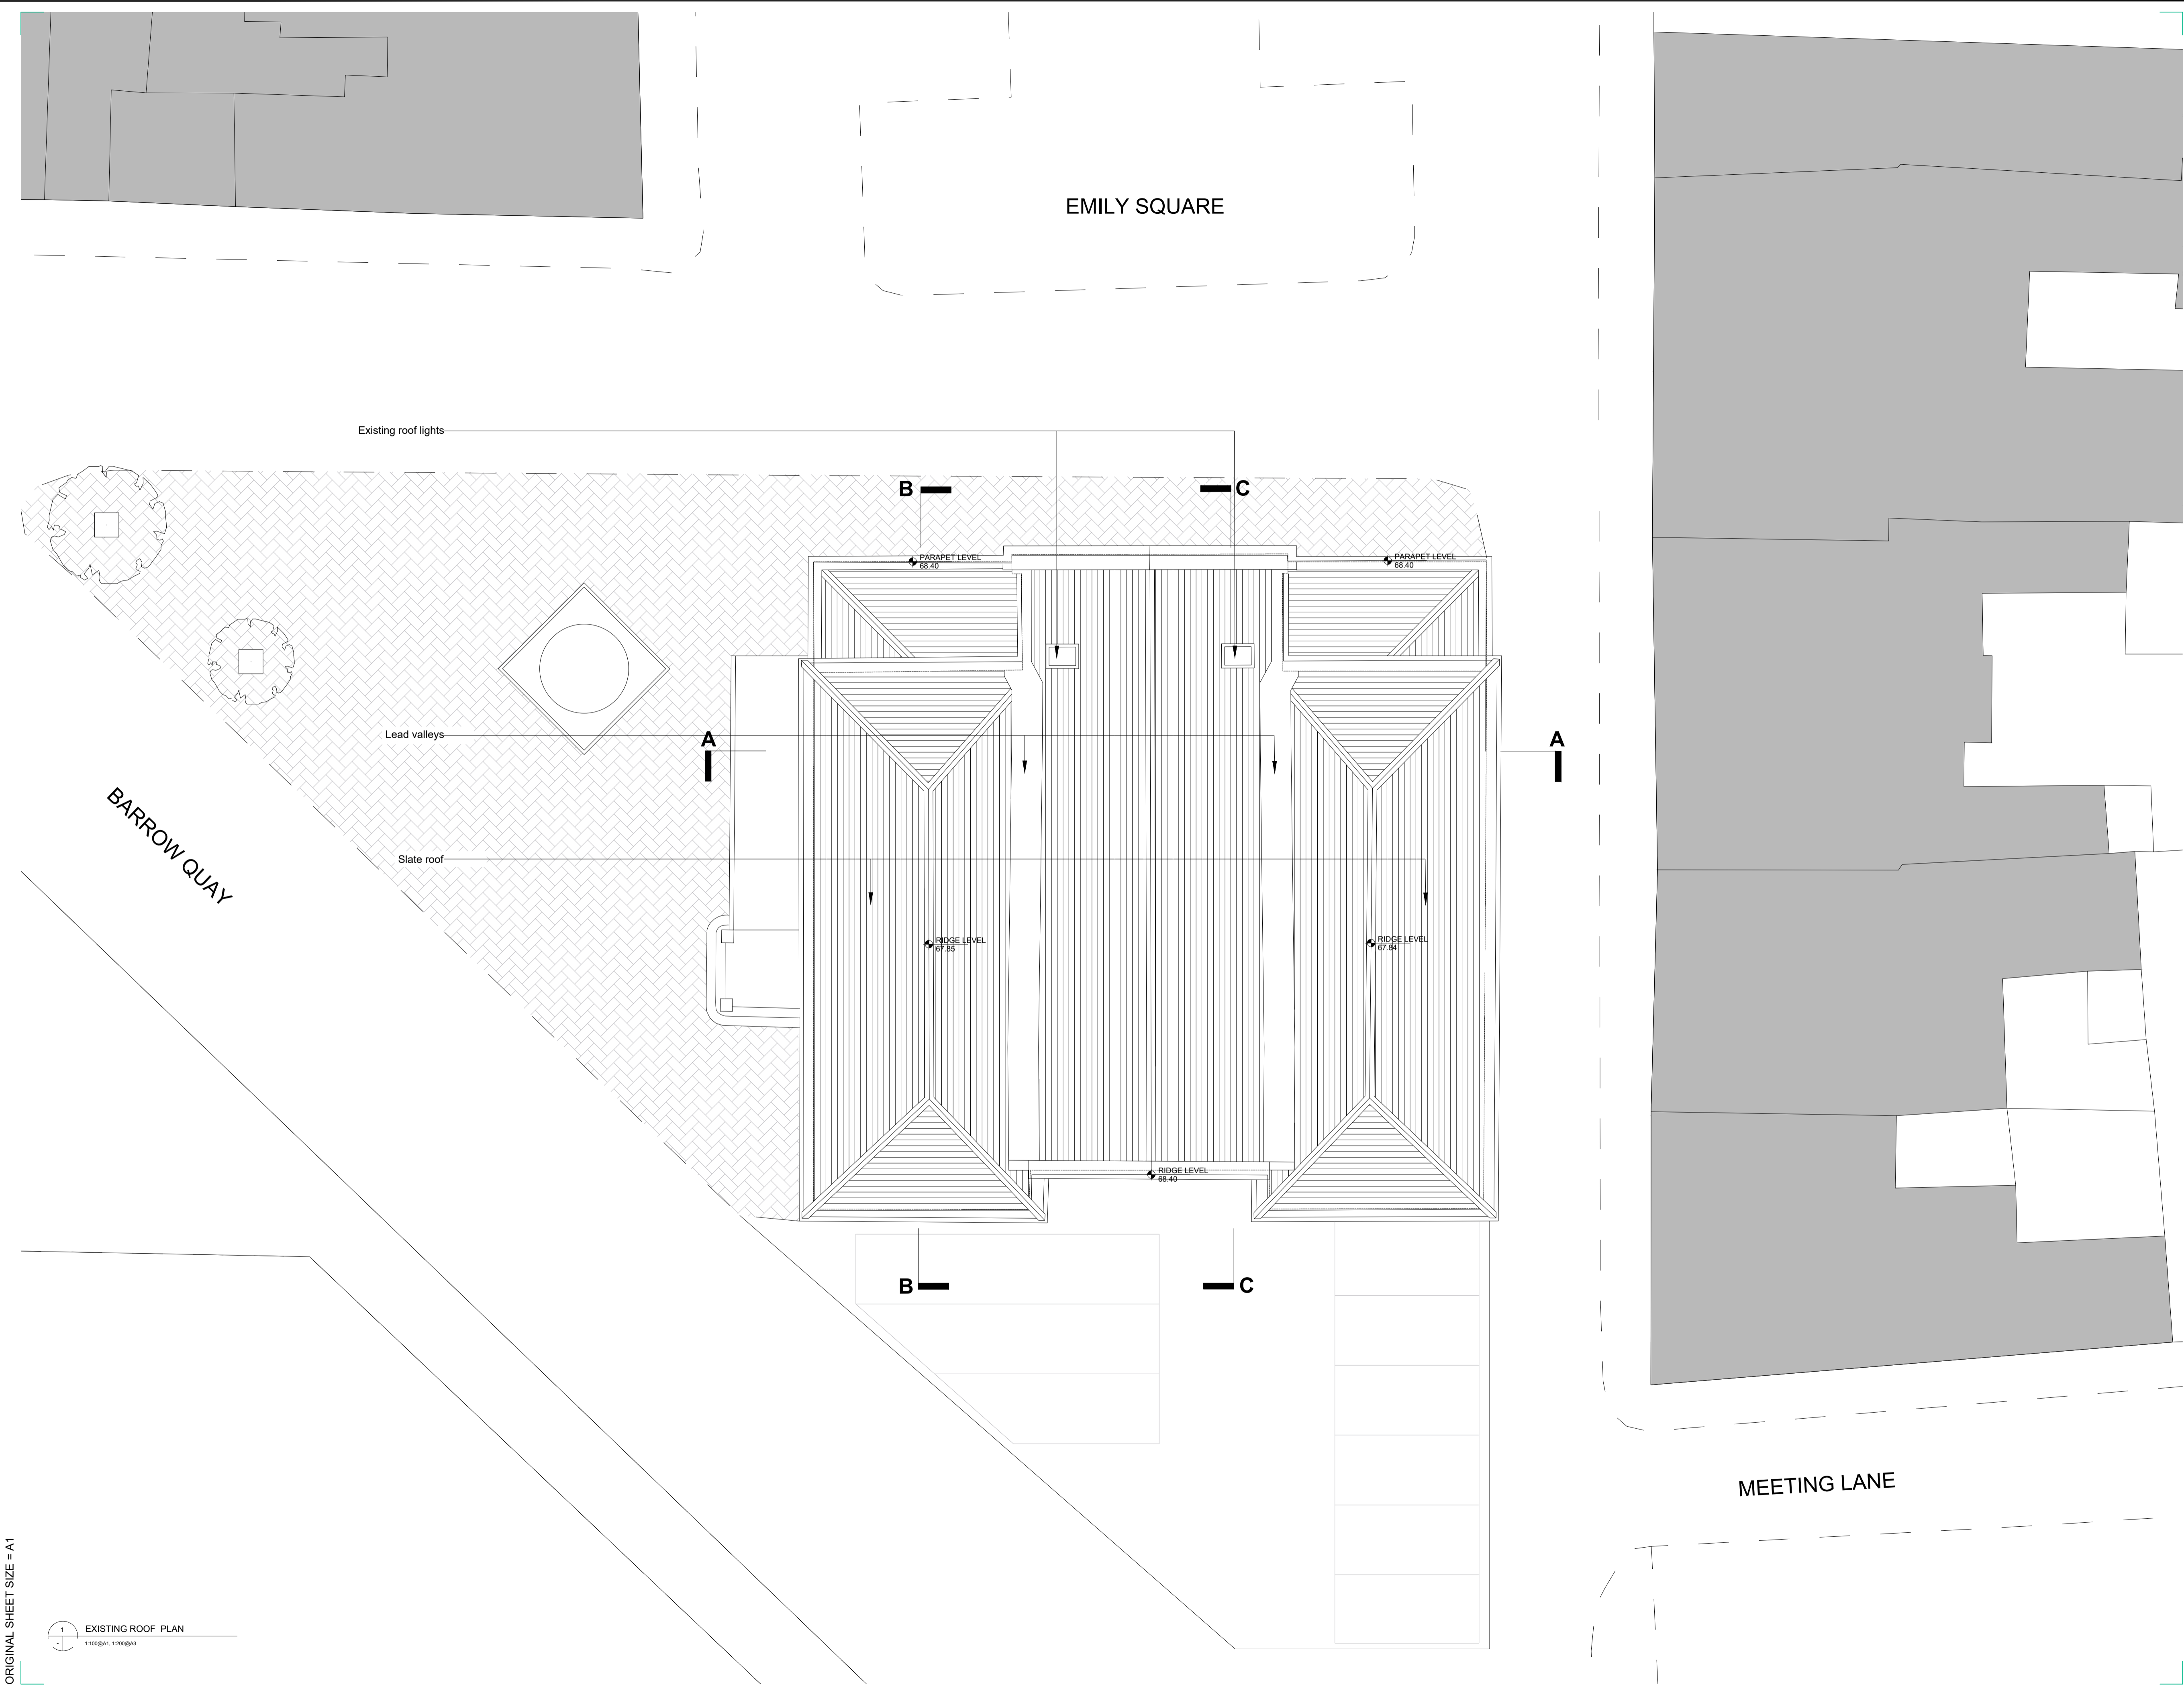 EMILY SQUARE
Existing roof lights
B
C
PARAPET LEVEL
68.40
PARAPET LEVEL
68.40
Lead valleys
A
A
BARROW QUAY
Slate roof
RIDGE LEVEL
67.85
RIDGE LEVEL
67.84
RIDGE LEVEL
68.40
B
C
MEETING LANE
ORIGINAL SHEET SIZE = A1
1
-
EXISTING ROOF PLAN
1:100@A1, 1:200@A3